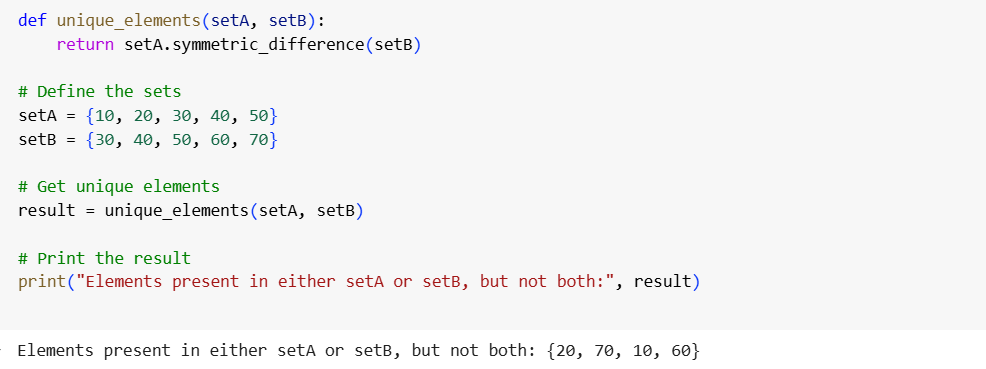 def unique_elements(setA, setB):
    return setA.symmetric_difference(setB)
# Define the sets
setA = {10, 20, 30, 40, 50}
setB = {30, 40, 50, 60, 70}
# Get unique elements
result = unique_elements(setA, setB)
# Print the result
print("Elements present in either setA or setB, but not both:", result)
Elements present in either setA or setB, but not both: {20, 70, 10, 60}